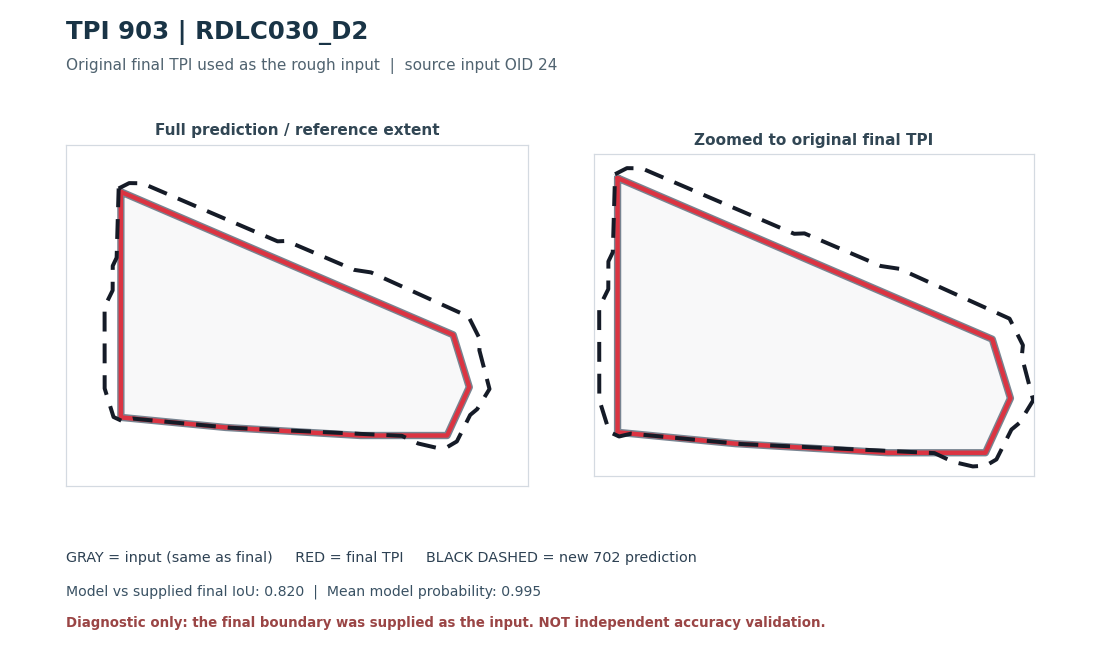 TPI 903 | RDLC030_D2
Original final TPI used as the rough input | source input OID 24
Full prediction / reference extent
Zoomed to original final TPI
GRAY = input (same as final) RED = final TPI BLACK DASHED = new 702 prediction
Model vs supplied final IoU: 0.820 | Mean model probability: 0.995
Diagnostic only: the final boundary was supplied as the input. NOT independent accuracy validation.